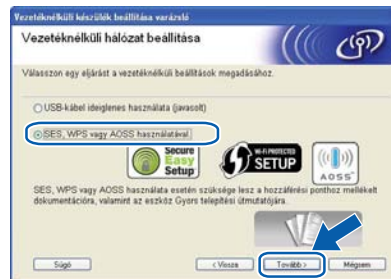 Vezetéknélküli készülék beállítása varázsló
Vezetéknélküli hálózat beállítása
Válasszon egy eljárást a vezetéknélküli beállítások megadásához.
USB-kábel ideiglenes használata (javasolt)
SES, WPS vagy AOSS használatával
Secure
Easy
Setup
Wi-Fi PROTECTED
SETUP
AOSS
SES, WPS vagy AOSS használata esetén szüksége lesz a hozzáférési ponthoz mellékelt
dokumentációra, valamint az eszköz Gyors telepítési útmutatójára.
Súgó
< Vissza
Tovább >
Mégsem